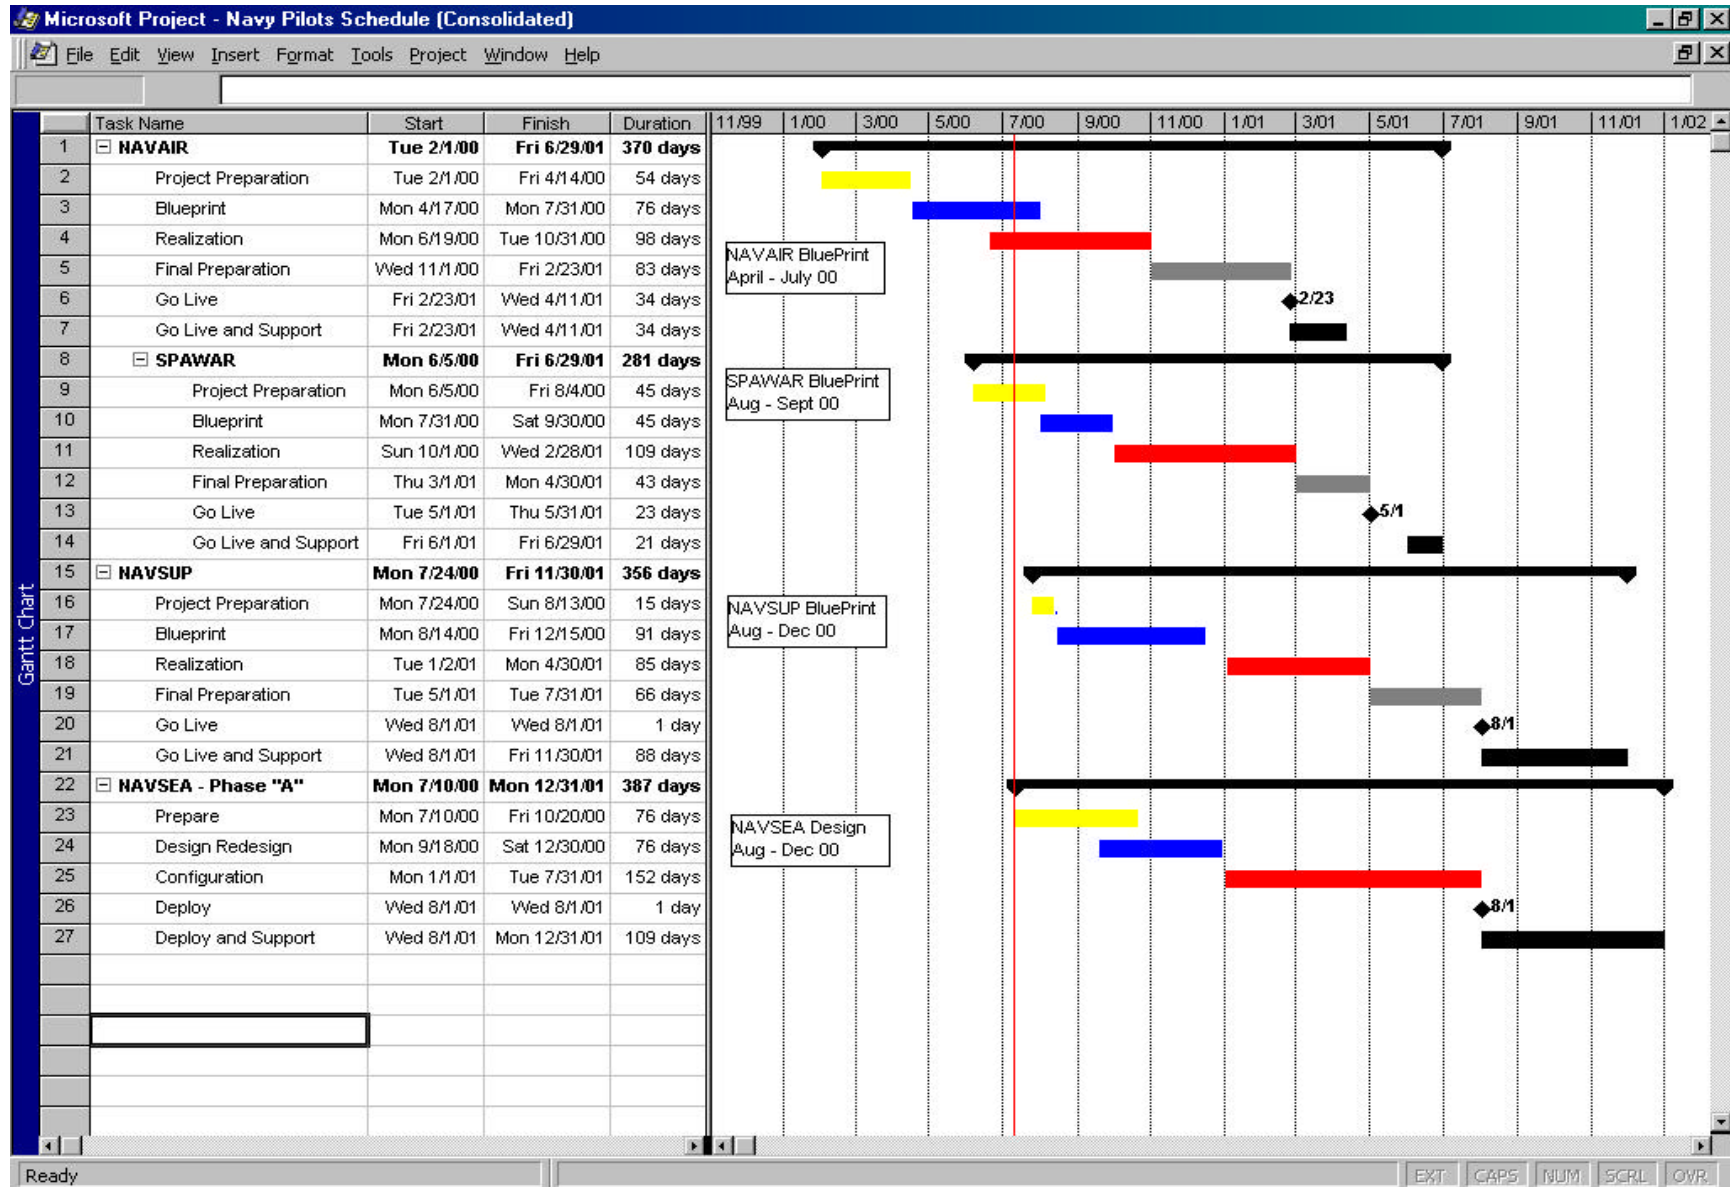 Microsoft Project - Navy Pilots Schedule (Consolidated)
File Edit View Insert Format Tools Project Window Help
Task Name Start Finish Duration 11/99 1/00 3/00 5/00 7/00 9/00 11/00 1/01 3/01 5/01 7/01 9/01 11/01 1/02
1 NAVAIR Tue 2/1/00 Fri 6/29/01 370 days
2 Project Preparation Tue 2/1/00 Fri 4/14/00 54 days
3 Blueprint Mon 4/17/00 Mon 7/31/00 76 days
4 Realization Mon 6/19/00 Tue 10/31/00 98 days
NAVAIR BluePrint
5 Final Preparation Wed 11/1/00 Fri 2/23/01 83 days
April - July 00
6 Go Live Fri 2/23/01 Wed 4/11/01 34 days 2/23
7 Go Live and Support Fri 2/23/01 Wed 4/11/01 34 days
8 SPAWAR Mon 6/5/00 Fri 6/29/01 281 days
SPAWAR BluePrint
9 Project Preparation Mon 6/5/00 Fri 8/4/00 45 days
Aug - Sept 00
10 Blueprint Mon 7/31/00 Sat 9/30/00 45 days
11 Realization Sun 10/1/00 Wed 2/28/01 109 days
12 Final Preparation Thu 3/1/01 Mon 4/30/01 43 days
13 Go Live Tue 5/1/01 Thu 5/31/01 23 days 5/1
14 Go Live and Support Fri 6/1/01 Fri 6/29/01 21 days
15 NAVSUP Mon 7/24/00 Fri 11/30/01 356 days
16 Project Preparation Mon 7/24/00 Sun 8/13/00 15 days NAVSUP BluePrint
17 Blueprint Mon 8/14/00 Fri 12/15/00 91 days Aug - Dec 00
18 Realization Tue 1/2/01 Mon 4/30/01 85 days
19 Final Preparation Tue 5/1/01 Tue 7/31/01 66 days
20 Go Live Wed 8/1/01 Wed 8/1/01 1 day 8/1
21 Go Live and Support Wed 8/1/01 Fri 11/30/01 88 days
22 NAVSEA - Phase "A" Mon 7/10/00 Mon 12/31/01 387 days
23 Prepare Mon 7/10/00 Fri 10/20/00 76 days NAVSEA Design
24 Design Redesign Mon 9/18/00 Sat 12/30/00 76 days Aug - Dec 00
25 Configuration Mon 1/1/01 Tue 7/31/01 152 days
26 Deploy Wed 8/1/01 Wed 8/1/01 1 day 8/1
27 Deploy and Support Wed 8/1/01 Mon 12/31/01 109 days
Gantt Chart
Ready EXT CAPS NUM SCRL OVR